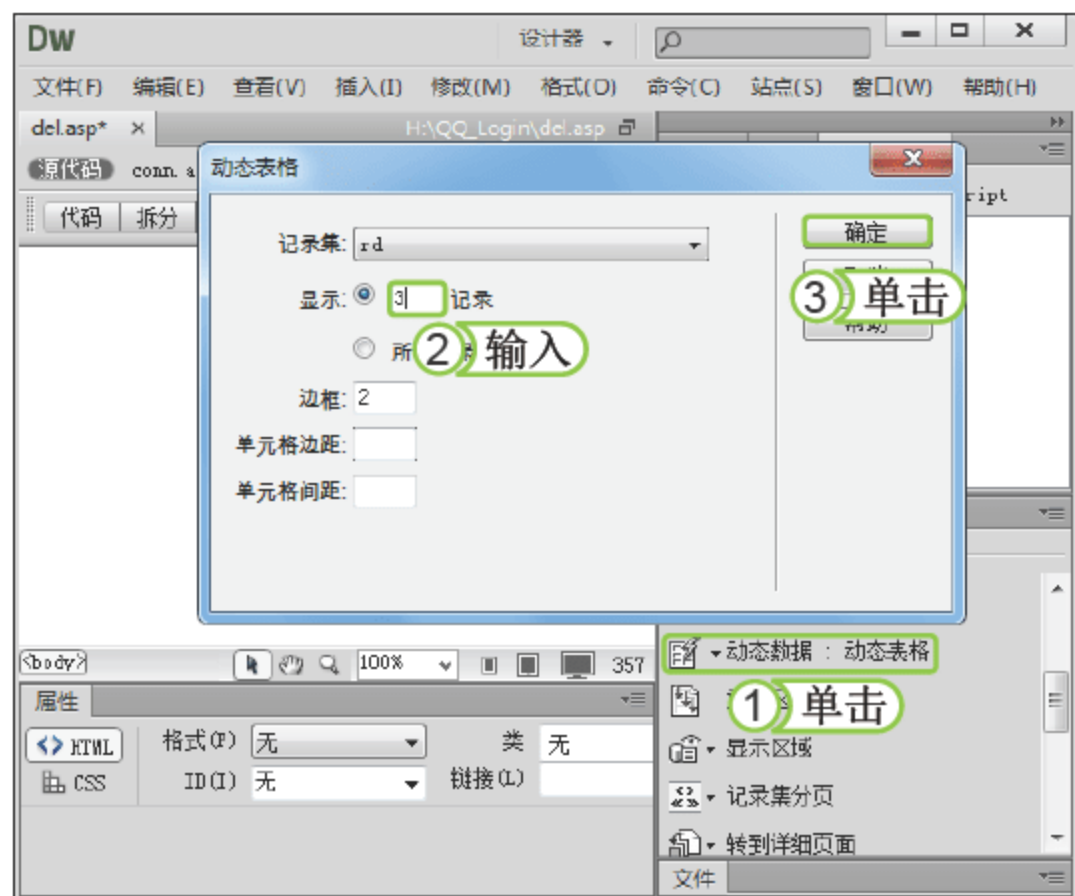 Dw
设计器
文件(F) 编辑(E) 查看(V) 插入(I) 修改(M) 格式(O) 命令(C) 站点(S) 窗口(W) 帮助(H)
del.asp* × H:\QQ_Login\del.asp
源代码 conn.a
动态表格
ript
代码 拆分
记录集: rd
确定
显示: 3 记录
③ 单击
② 输入
所
边框: 2
单元格边距:
单元格间距:
动态数据 : 动态表格
<body> 100% 357
属性
① 单击
<> HTML 格式(F) 无 类 无
显示区域
CSS ID(I) 无 链接(L)
记录集分页
转到详细页面
文件